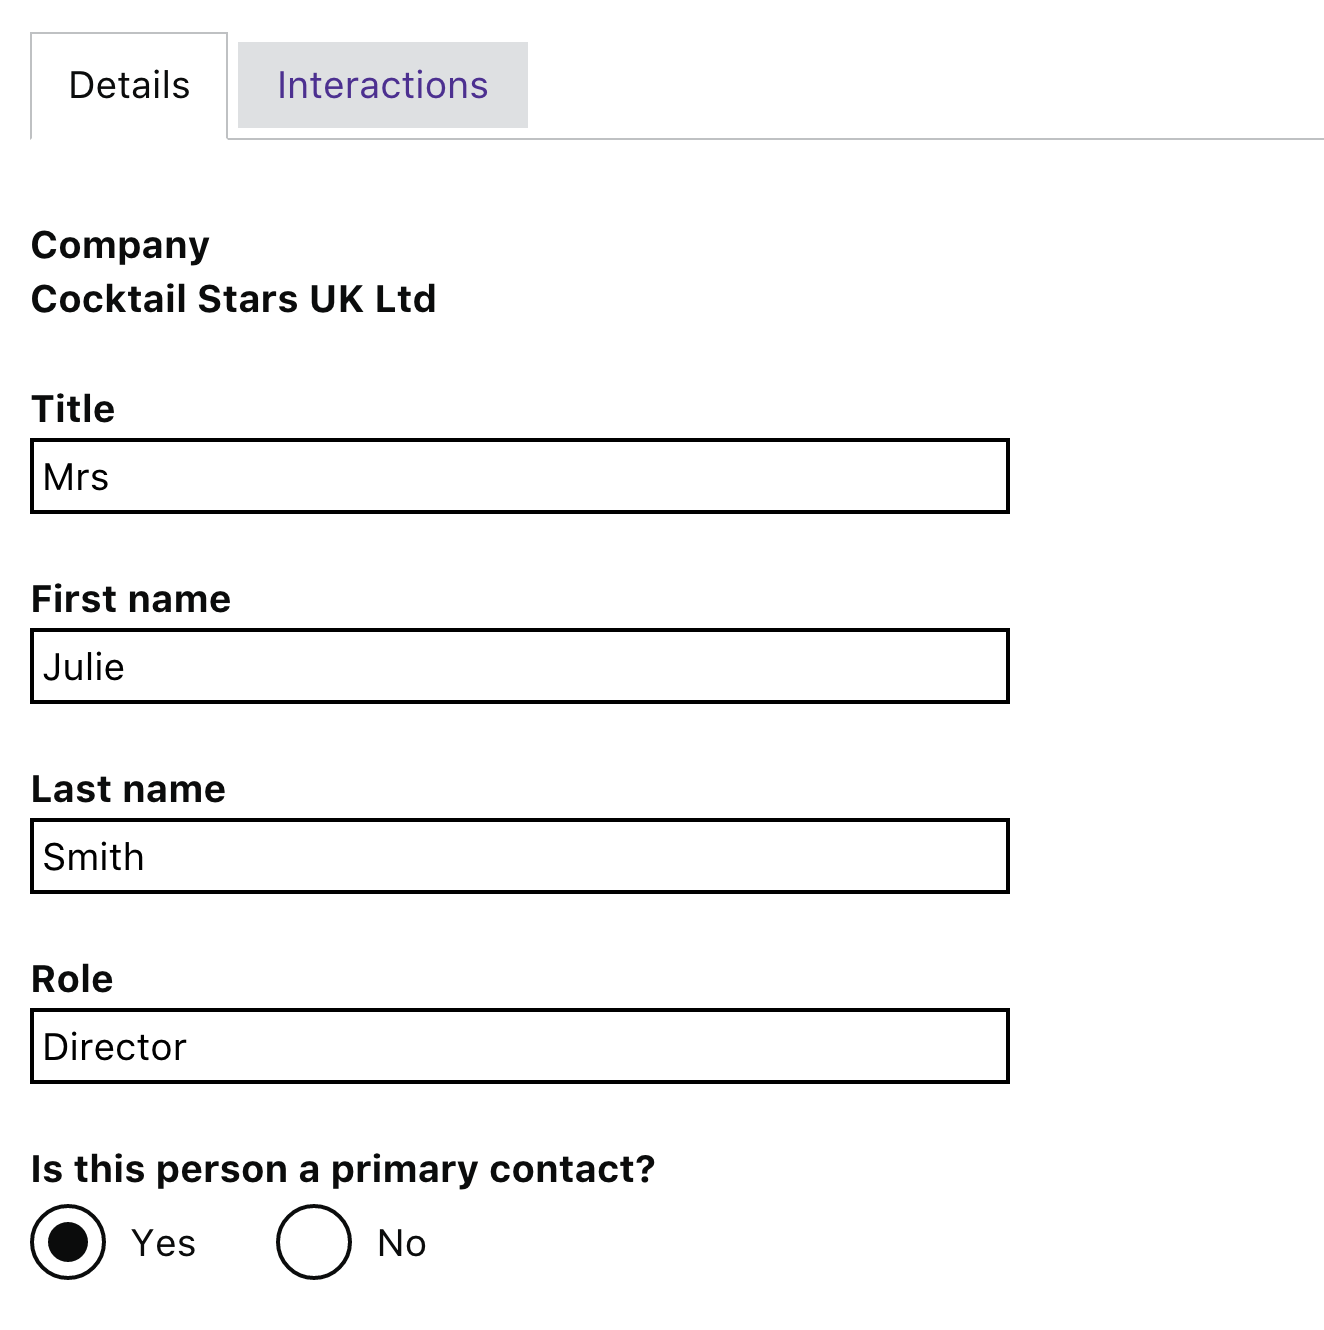 Details Interactions
Company
Cocktail Stars UK Ltd
Title
Mrs
First name
Julie
Last name
Smith
Role
Director
Is this person a primary contact?
Yes No